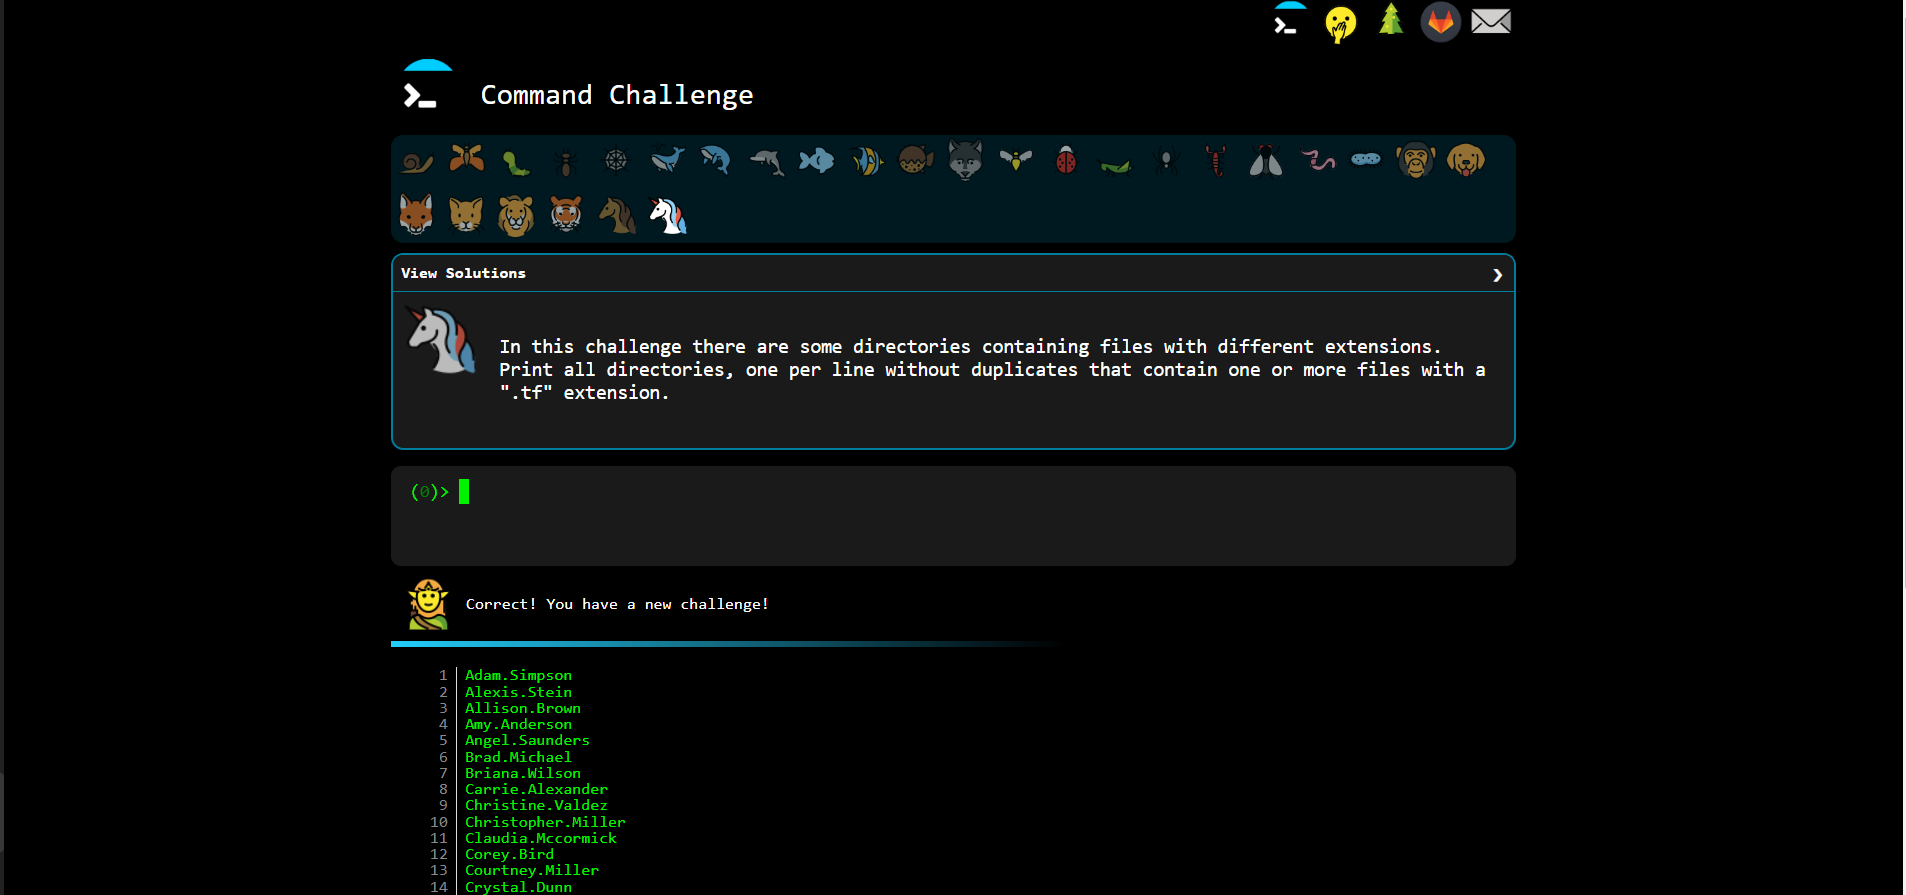 Command Challenge
View Solutions
In this challenge there are some directories containing files with different extensions.
Print all directories, one per line without duplicates that contain one or more files with a
".tf" extension.
(0)>
Correct! You have a new challenge!
1 Adam.Simpson
2 Alexis.Stein
3 Allison.Brown
4 Amy.Anderson
5 Angel.Saunders
6 Brad.Michael
7 Briana.Wilson
8 Carrie.Alexander
9 Christine.Valdez
10 Christopher.Miller
11 Claudia.Mccormick
12 Corey.Bird
13 Courtney.Miller
14 Crystal.Dunn